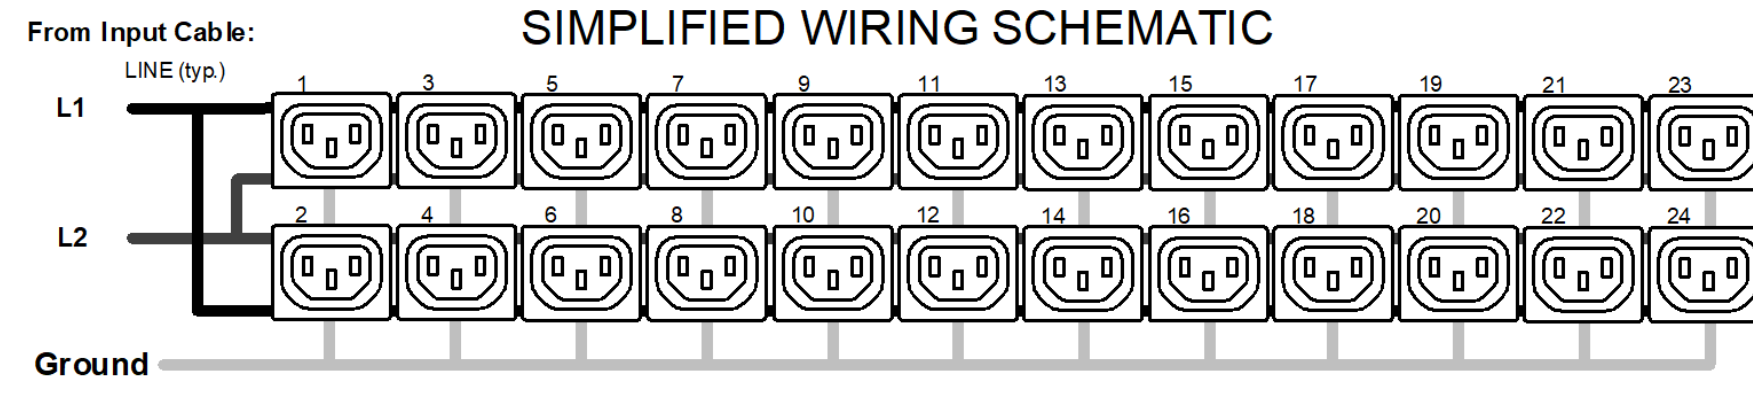 SIMPLIFIED WIRING SCHEMATIC
From Input Cable:
LINE (typ.)
1 3 5 7 9 11 13 15 17 19 21 23
L1
2 4 6 8 10 12 14 16 18 20 22 24
L2
Ground